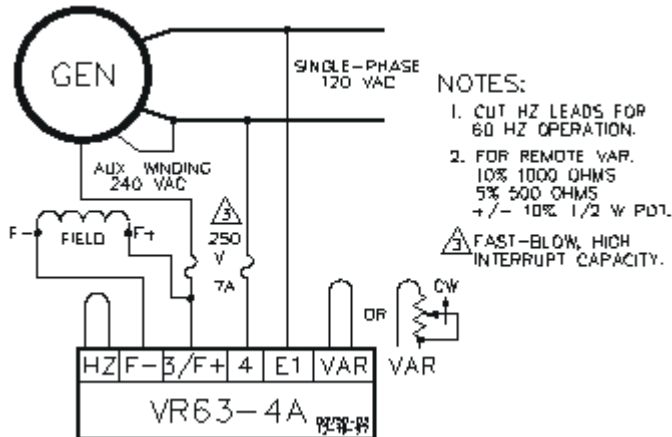 GEN
SINGLE-PHASE
120 VAC
AUX WINDING
240 VAC
F-
FIELD
F+
3
250
V
7A
NOTES:
1. CUT HZ LEADS FOR
60 HZ OPERATION.
2. FOR REMOTE VAR.
10% 1000 OHMS
5% 500 OHMS
+/- 10% 1/2 W POT.
3 FAST-BLOW, HIGH
INTERRUPT CAPACITY.
OR
CW
HZ F- 3/F+ 4 E1 VAR VAR
VR63-4A